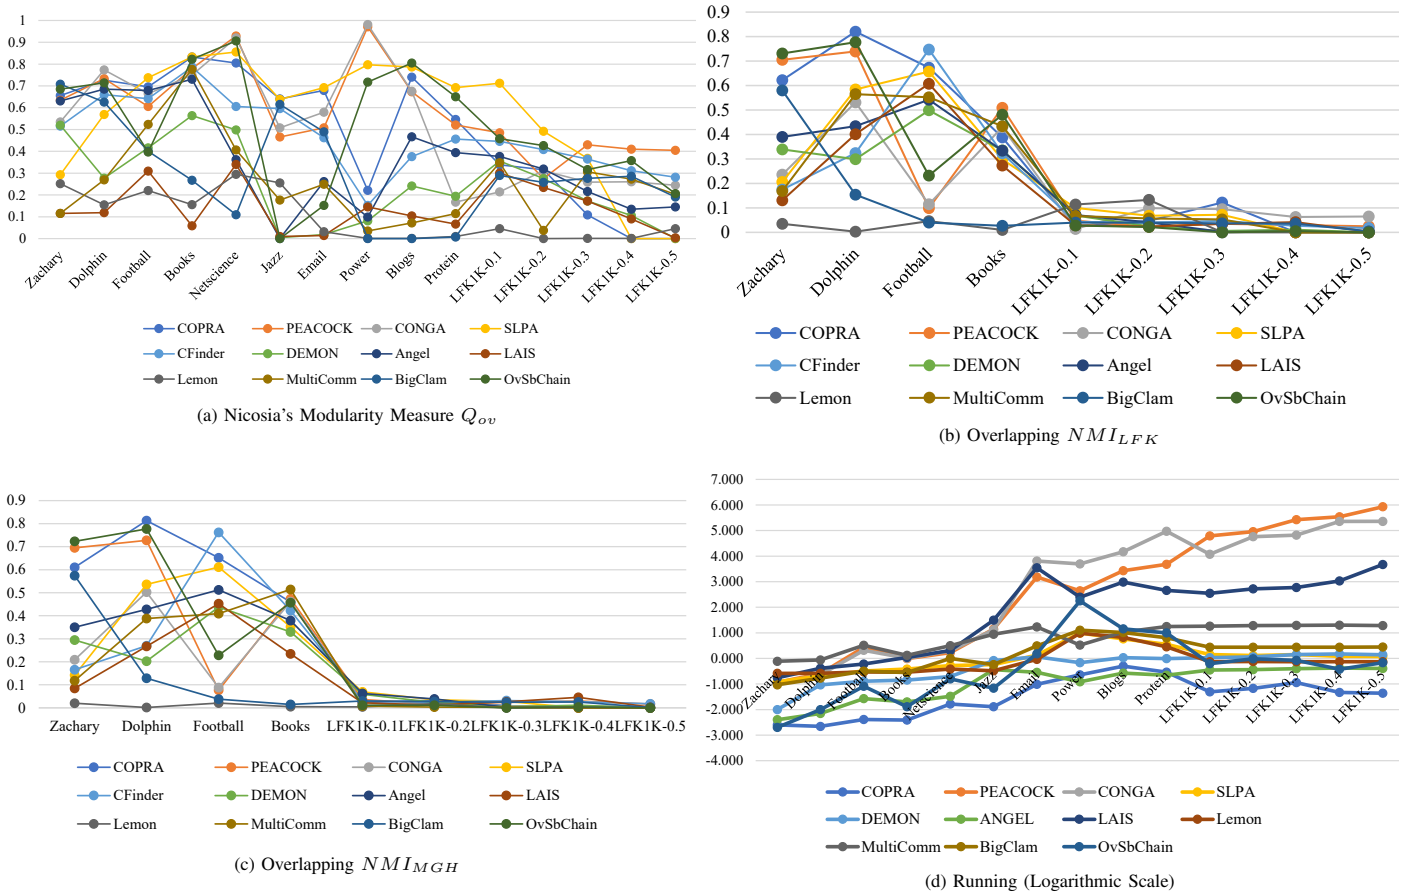 1
0.9
0.8
0.7
0.6
0.5
0.4
0.3
0.2
0.1
0
Zachary
Dolphin
Football
Books
Netscience
Jazz
Email
Power
Blogs
Protein
LFK1K-0.1
LFK1K-0.2
LFK1K-0.3
LFK1K-0.4
LFK1K-0.5
COPRA PEACOCK CONGA SLPA
CFinder DEMON Angel LAIS
Lemon MultiComm BigClam OvSbChain
(a) Nicosia's Modularity Measure Q_ov
0.9
0.8
0.7
0.6
0.5
0.4
0.3
0.2
0.1
0
Zachary
Dolphin
Football
Books
LFK1K-0.1
LFK1K-0.2
LFK1K-0.3
LFK1K-0.4
LFK1K-0.5
COPRA PEACOCK CONGA SLPA
CFinder DEMON Angel LAIS
Lemon MultiComm BigClam OvSbChain
(b) Overlapping NMI_LFK
0.9
0.8
0.7
0.6
0.5
0.4
0.3
0.2
0.1
0
Zachary Dolphin Football Books LFK1K-0.1 LFK1K-0.2 LFK1K-0.3 LFK1K-0.4 LFK1K-0.5
COPRA PEACOCK CONGA SLPA
CFinder DEMON Angel LAIS
Lemon MultiComm BigClam OvSbChain
(c) Overlapping NMI_MGH
7.000
6.000
5.000
4.000
3.000
2.000
1.000
0.000
-1.000
-2.000
-3.000
-4.000
Zachary
Dolphin
Football
Books
Netscience
Jazz
Email
Power
Blogs
Protein
LFK1K-0.1
LFK1K-0.2
LFK1K-0.3
LFK1K-0.4
LFK1K-0.5
COPRA PEACOCK CONGA SLPA
DEMON ANGEL LAIS Lemon
MultiComm BigClam OvSbChain
(d) Running (Logarithmic Scale)